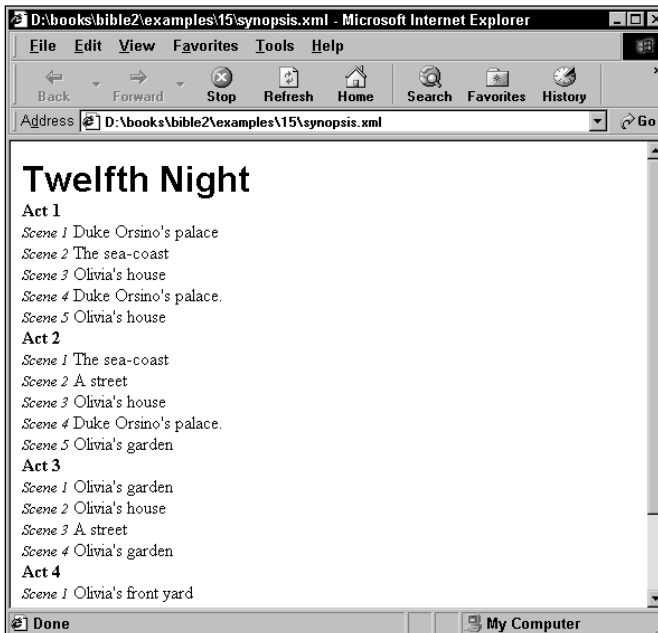 D:\books\bible2\examples\15\synopsis.xml - Microsoft Internet Explorer
File Edit View Favorites Tools Help
Back Forward Stop Refresh Home Search Favorites History
Address D:\books\bible2\examples\15\synopsis.xml Go
Twelfth Night
Act 1
Scene 1 Duke Orsino's palace
Scene 2 The sea-coast
Scene 3 Olivia's house
Scene 4 Duke Orsino's palace.
Scene 5 Olivia's house
Act 2
Scene 1 The sea-coast
Scene 2 A street
Scene 3 Olivia's house
Scene 4 Duke Orsino's palace.
Scene 5 Olivia's garden
Act 3
Scene 1 Olivia's garden
Scene 2 Olivia's house
Scene 3 A street
Scene 4 Olivia's garden
Act 4
Scene 1 Olivia's front yard
Done My Computer